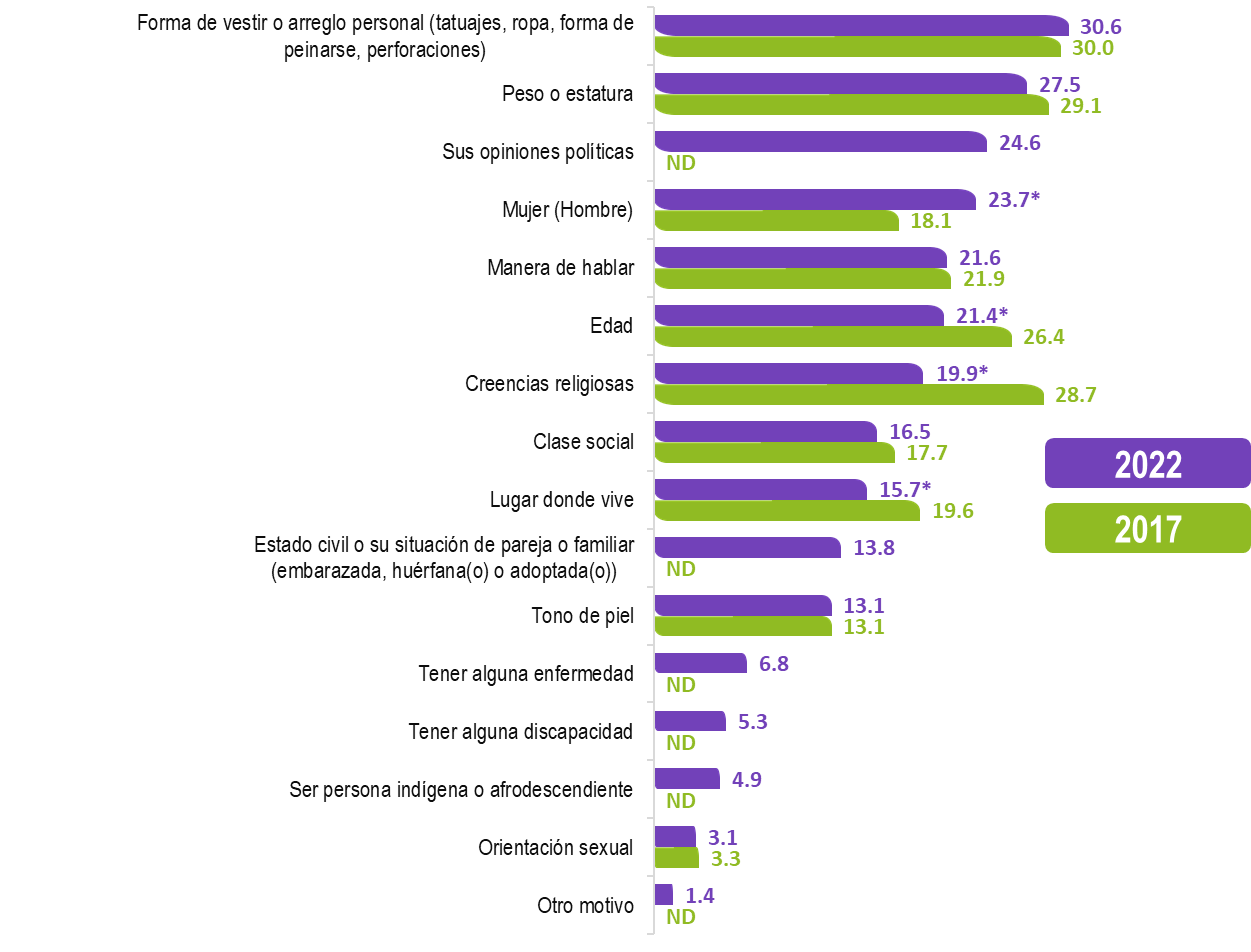 Forma de vestir o arreglo personal (tatuajes, ropa, forma de
peinarse, perforaciones)
30.6
30.0
Peso o estatura
27.5
29.1
Sus opiniones políticas
24.6
ND
Mujer (Hombre)
23.7*
18.1
Manera de hablar
21.6
21.9
Edad
21.4*
26.4
Creencias religiosas
19.9*
28.7
Clase social
16.5
17.7
Lugar donde vive
15.7*
19.6
Estado civil o su situación de pareja o familiar
(embarazada, huérfana(o) o adoptada(o))
13.8
ND
Tono de piel
13.1
13.1
Tener alguna enfermedad
6.8
ND
Tener alguna discapacidad
5.3
ND
Ser persona indígena o afrodescendiente
4.9
ND
Orientación sexual
3.1
3.3
Otro motivo
1.4
ND
2022
2017